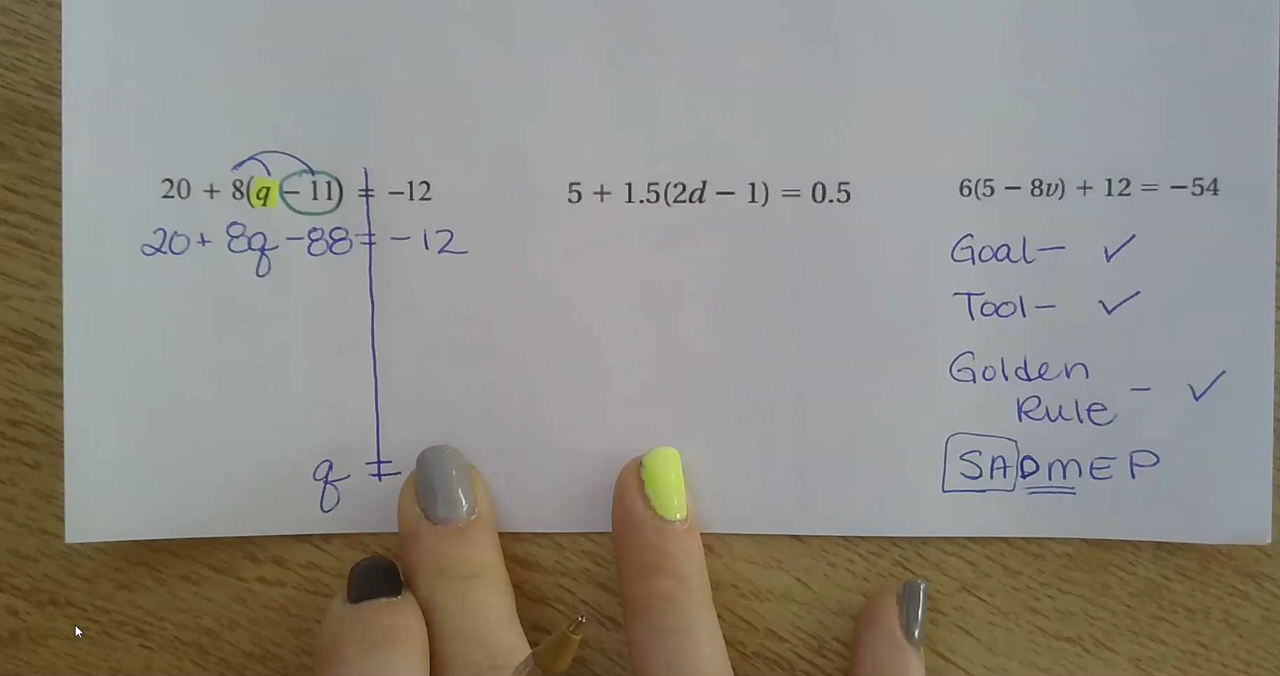 20 + 8(q − 11) = −12
20 + 8q − 88 = − 12
q =
5 + 1.5(2d − 1) = 0.5
6(5 − 8v) + 12 = −54
Goal – ✓
Tool – ✓
Golden
Rule – ✓
SADMEP